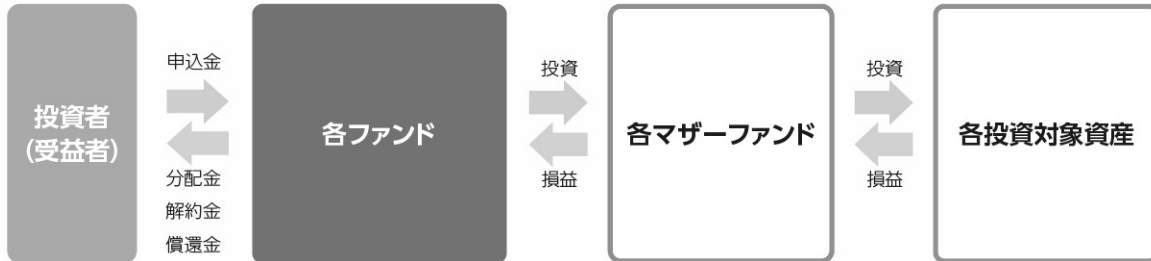 投資者
(受益者)
申込金
分配金
解約金
償還金
各ファンド
投資
損益
各マザーファンド
投資
損益
各投資対象資産